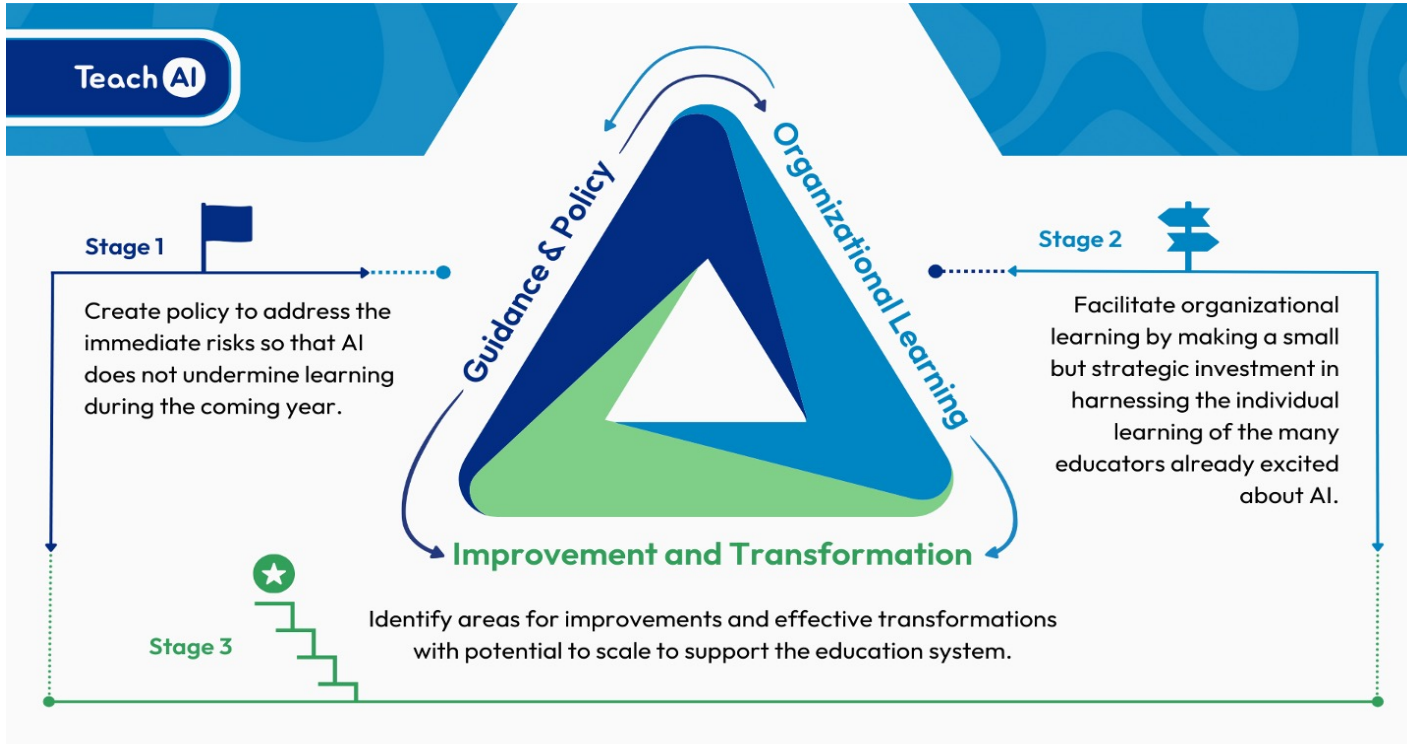 Teach AI
Guidance & Policy
Organizational Learning
Stage 1
Create policy to address the
immediate risks so that AI
does not undermine learning
during the coming year.
Stage 2
Facilitate organizational
learning by making a small
but strategic investment in
harnessing the individual
learning of the many
educators already excited
about AI.
Improvement and Transformation
Stage 3
Identify areas for improvements and effective transformations
with potential to scale to support the education system.